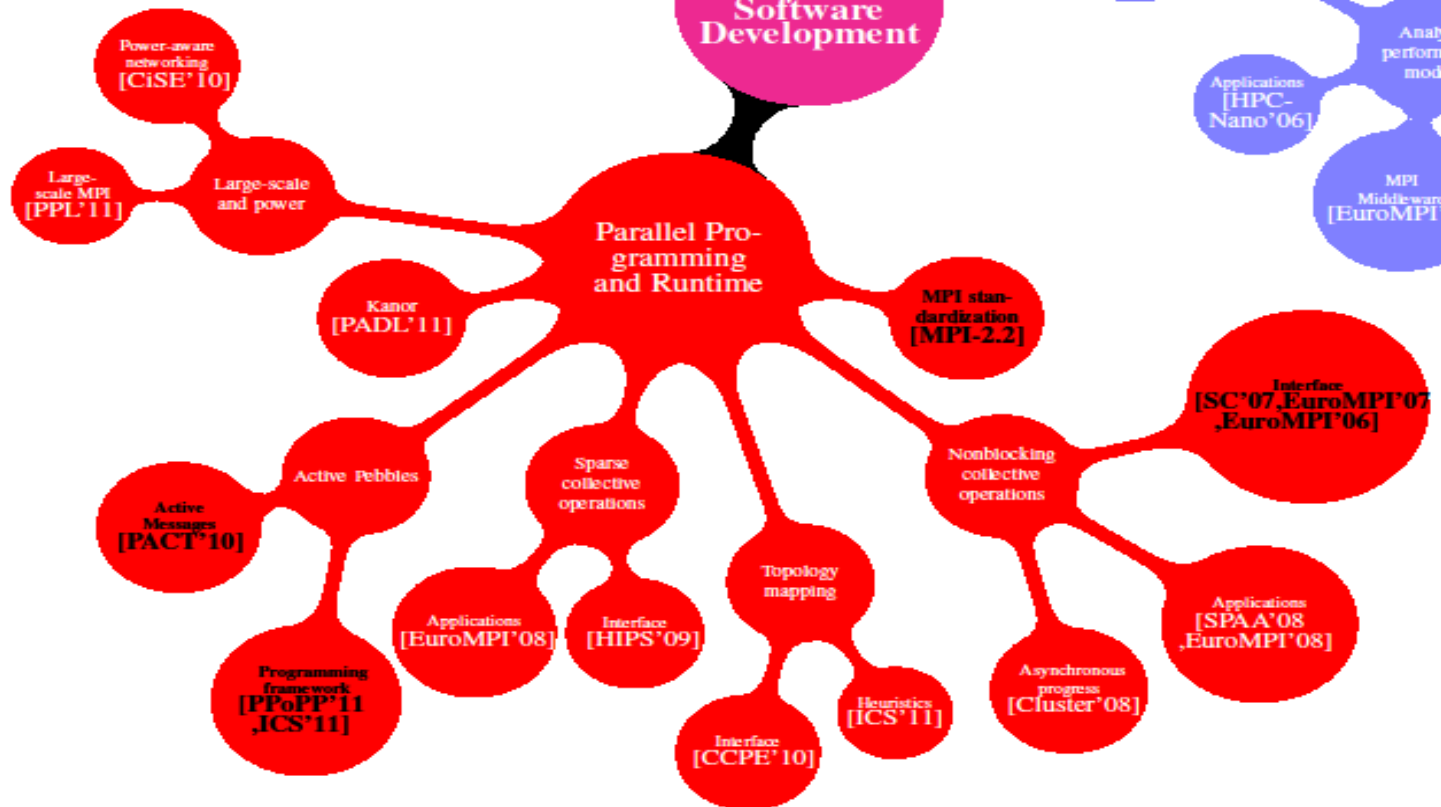 Software
Development
Power-aware
networking
[CiSE'10]
Large-
scale MPI
[PPL'11]
Large-scale
and power
Parallel Pro-
gramming
and Runtime
Kanor
[PADL'11]
MPI stan-
dardization
[MPI-2.2]
Applications
[HPC-
Nano'06]
MPI
Middleware
[EuroMPI'
Interface
[SC'07,EuroMPI'07
,EuroMPI'06]
Active Pebbles
Active
Messages
[PACT'10]
Programming
framework
[PPoPP'11
,ICS'11]
Sparse
collective
operations
Applications
[EuroMPI'08]
Interface
[HIPS'09]
Topology
mapping
Interface
[CCPE'10]
Heuristics
[ICS'11]
Nonblocking
collective
operations
Asynchronous
progress
[Cluster'08]
Applications
[SPAA'08
,EuroMPI'08]